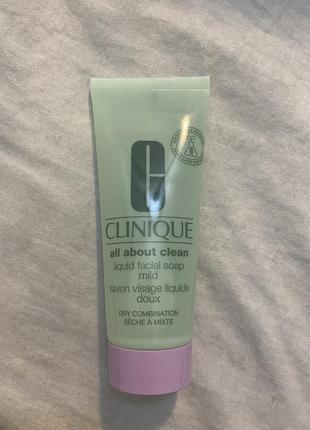 CLINIQUE
all about clean
liquid facial soap
mild
savon visage liquide
doux
DRY COMBINATION
SÈCHE À MIXTE